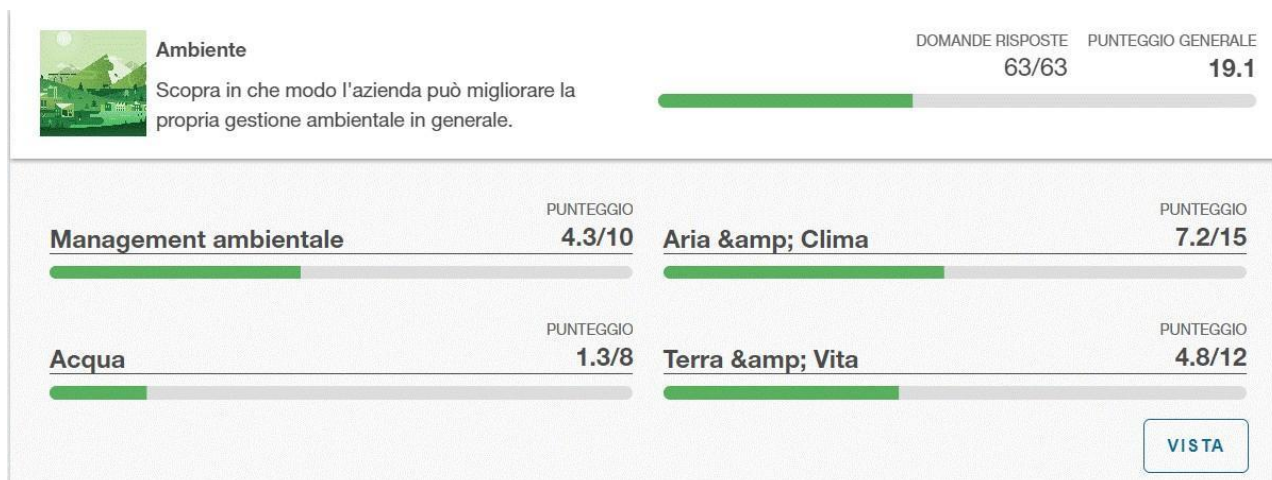 Ambiente
Scopra in che modo l'azienda può migliorare la
propria gestione ambientale in generale.
DOMANDE RISPOSTE
63/63
PUNTEGGIO GENERALE
19.1
PUNTEGGIO
Management ambientale 4.3/10
PUNTEGGIO
Aria &amp; Clima 7.2/15
PUNTEGGIO
Acqua 1.3/8
PUNTEGGIO
Terra &amp; Vita 4.8/12
VISTA